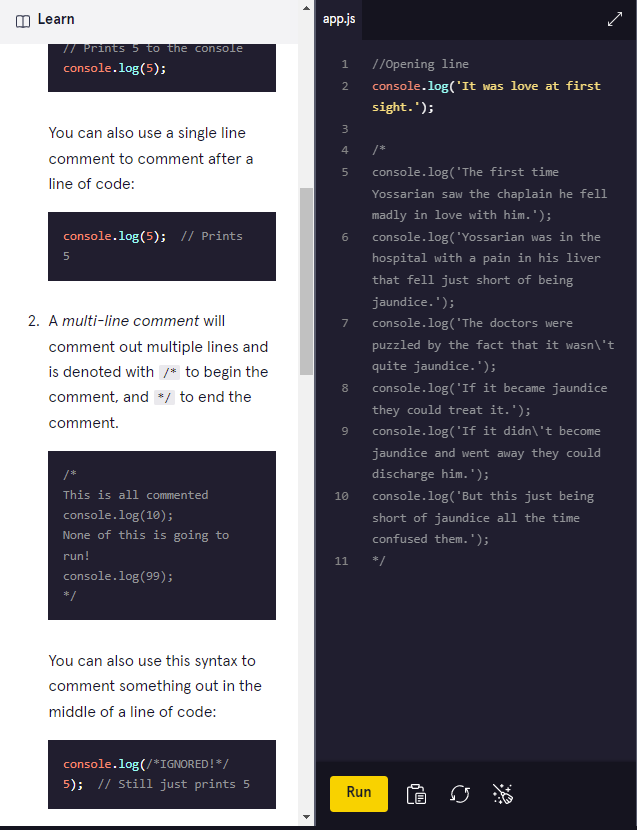 Learn
// Prints 5 to the console
console.log(5);
You can also use a single line
comment to comment after a
line of code:
console.log(5);  // Prints
5
2. A multi-line comment will
comment out multiple lines and
is denoted with /* to begin the
comment, and */ to end the
comment.
/*
This is all commented
console.log(10);
None of this is going to
run!
console.log(99);
*/
You can also use this syntax to
comment something out in the
middle of a line of code:
console.log(/*IGNORED!*/
5);  // Still just prints 5
app.js
1 //Opening line
2 console.log('It was love at first
sight.');
3
4 /*
5 console.log('The first time
Yossarian saw the chaplain he fell
madly in love with him.');
6 console.log('Yossarian was in the
hospital with a pain in his liver
that fell just short of being
jaundice.');
7 console.log('The doctors were
puzzled by the fact that it wasn\'t
quite jaundice.');
8 console.log('If it became jaundice
they could treat it.');
9 console.log('If it didn\'t become
jaundice and went away they could
discharge him.');
10 console.log('But this just being
short of jaundice all the time
confused them.');
11 */
Run